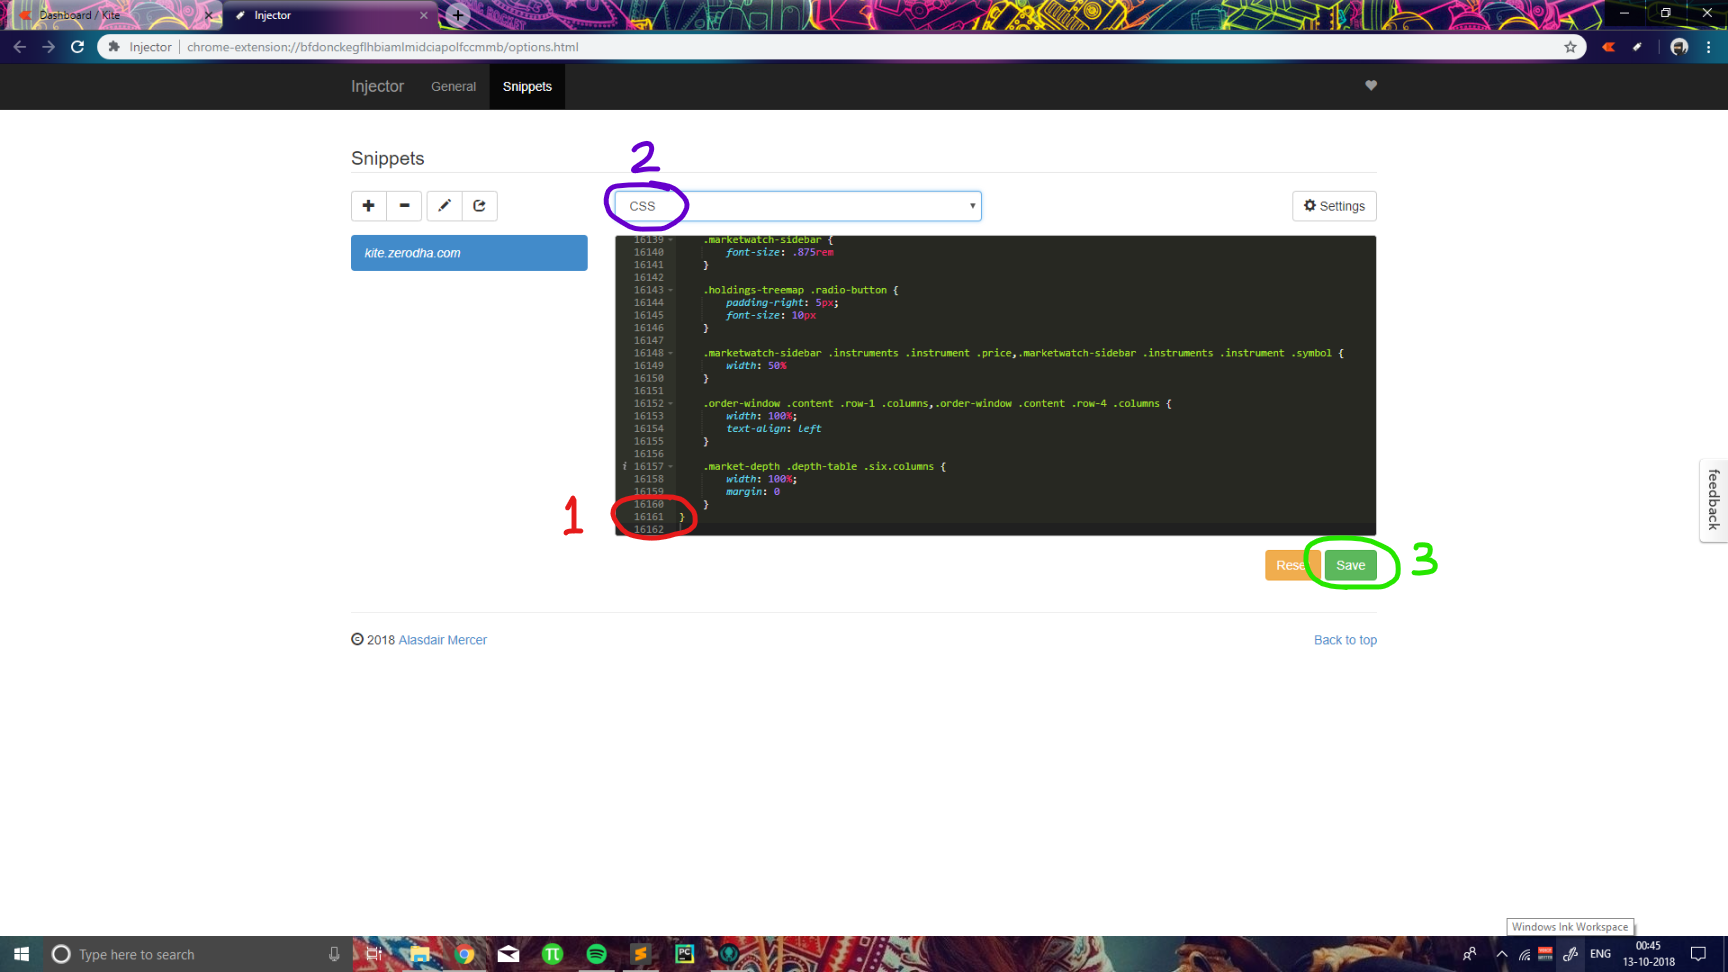 Dashboard / Kite
Injector
Injector
chrome-extension://bfdonckegflhbiamlmidciapolfccmmb/options.html
Injector
General
Snippets
Snippets
2
CSS
Settings
kite.zerodha.com
16139 .marketwatch-sidebar {
16140 font-size: .875rem
16141 }
16142
16143 .holdings-treemap .radio-button {
16144 padding-right: 5px;
16145 font-size: 10px
16146 }
16147
16148 .marketwatch-sidebar .instruments .instrument .price,.marketwatch-sidebar .instruments .instrument .symbol {
16149 width: 50%
16150 }
16151
16152 .order-window .content .row-1 .columns,.order-window .content .row-4 .columns {
16153 width: 100%;
16154 text-align: left
16155 }
16156
i 16157 .market-depth .depth-table .six.columns {
16158 width: 100%;
16159 margin: 0
16160 }
16161 }
16162
1
feedback
Rese
Save
3
© 2018 Alasdair Mercer
Back to top
Windows Ink Workspace
Type here to search
ENG
00:45
13-10-2018